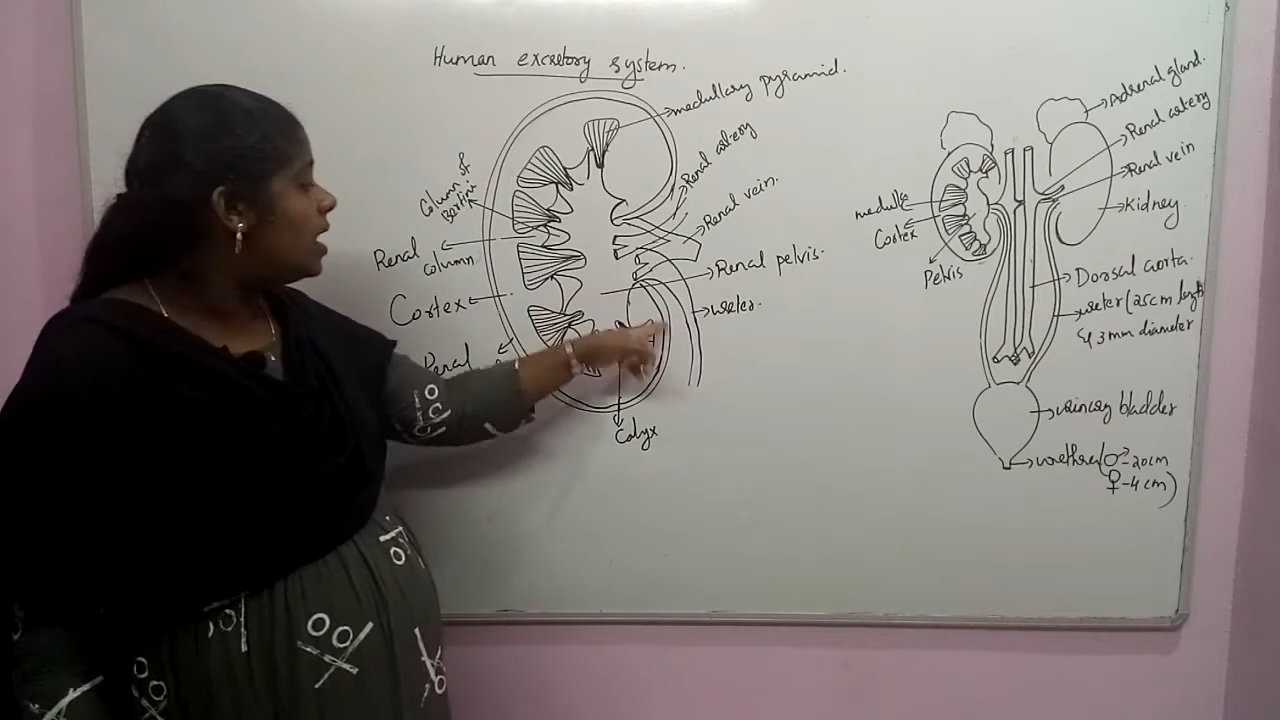 Human excretory system.
medullary pyramid.
Column of
Bertini
Renal artery
Renal vein.
Renal
column
Renal pelvis.
Cortex
ureter.
Renal
Calyx
Adrenal gland.
Renal artery
Renal vein
medulla
Cortex
Kidney
Pelvis
Dorsal aorta.
ureter (25cm length
& 3 mm diameter
urinary bladder
urethra (♂-20cm
♀-4cm)